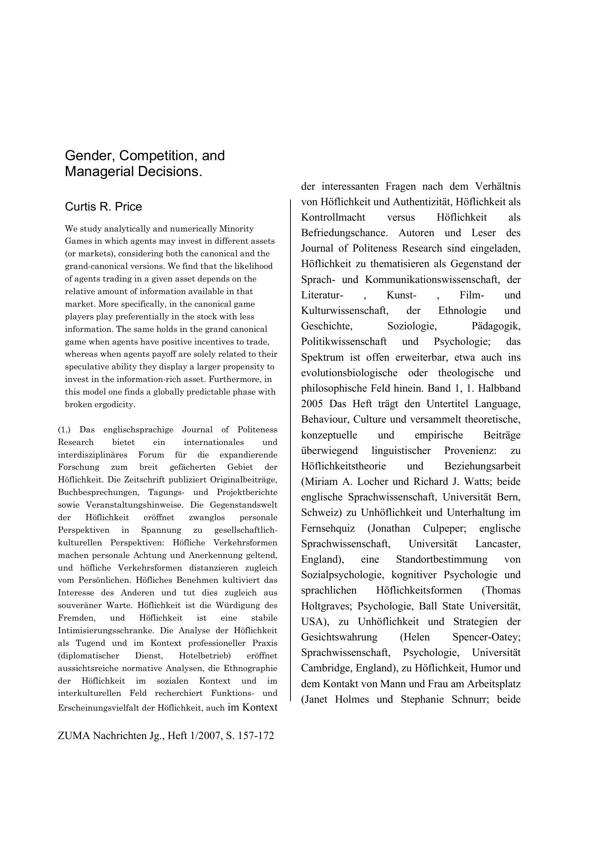 Gender, Competition, and
Managerial Decisions.
Curtis R. Price
We study analytically and numerically Minority
Games in which agents may invest in different assets
(or markets), considering both the canonical and the
grand-canonical versions. We find that the likelihood
of agents trading in a given asset depends on the
relative amount of information available in that
market. More specifically, in the canonical game
players play preferentially in the stock with less
information. The same holds in the grand canonical
game when agents have positive incentives to trade,
whereas when agents payoff are solely related to their
speculative ability they display a larger propensity to
invest in the information-rich asset. Furthermore, in
this model one finds a globally predictable phase with
broken ergodicity.
(1.) Das englischsprachige Journal of Politeness
Research bietet ein internationales und
interdisziplinäres Forum für die expandierende
Forschung zum breit gefächerten Gebiet der
Höflichkeit. Die Zeitschrift publiziert Originalbeiträge,
Buchbesprechungen, Tagungs- und Projektberichte
sowie Veranstaltungshinweise. Die Gegenstandswelt
der Höflichkeit eröffnet zwanglos personale
Perspektiven in Spannung zu gesellschaftlich-
kulturellen Perspektiven: Höfliche Verkehrsformen
machen personale Achtung und Anerkennung geltend,
und höfliche Verkehrsformen distanzieren zugleich
vom Persönlichen. Höfliches Benehmen kultiviert das
Interesse des Anderen und tut dies zugleich aus
souveräner Warte. Höflichkeit ist die Würdigung des
Fremden, und Höflichkeit ist eine stabile
Intimisierungsschranke. Die Analyse der Höflichkeit
als Tugend und im Kontext professioneller Praxis
(diplomatischer Dienst, Hotelbetrieb) eröffnet
aussichtsreiche normative Analysen, die Ethnographie
der Höflichkeit im sozialen Kontext und im
interkulturellen Feld recherchiert Funktions- und
Erscheinungsvielfalt der Höflichkeit, auch im Kontext
der interessanten Fragen nach dem Verhältnis
von Höflichkeit und Authentizität, Höflichkeit als
Kontrollmacht versus Höflichkeit als
Befriedungschance. Autoren und Leser des
Journal of Politeness Research sind eingeladen,
Höflichkeit zu thematisieren als Gegenstand der
Sprach- und Kommunikationswissenschaft, der
Literatur- , Kunst- , Film- und
Kulturwissenschaft, der Ethnologie und
Geschichte, Soziologie, Pädagogik,
Politikwissenschaft und Psychologie; das
Spektrum ist offen erweiterbar, etwa auch ins
evolutionsbiologische oder theologische und
philosophische Feld hinein. Band 1, 1. Halbband
2005 Das Heft trägt den Untertitel Language,
Behaviour, Culture und versammelt theoretische,
konzeptuelle und empirische Beiträge
überwiegend linguistischer Provenienz: zu
Höflichkeitstheorie und Beziehungsarbeit
(Miriam A. Locher und Richard J. Watts; beide
englische Sprachwissenschaft, Universität Bern,
Schweiz) zu Unhöflichkeit und Unterhaltung im
Fernsehquiz (Jonathan Culpeper; englische
Sprachwissenschaft, Universität Lancaster,
England), eine Standortbestimmung von
Sozialpsychologie, kognitiver Psychologie und
sprachlichen Höflichkeitsformen (Thomas
Holtgraves; Psychologie, Ball State Universität,
USA), zu Unhöflichkeit und Strategien der
Gesichtswahrung (Helen Spencer-Oatey;
Sprachwissenschaft, Psychologie, Universität
Cambridge, England), zu Höflichkeit, Humor und
dem Kontakt von Mann und Frau am Arbeitsplatz
(Janet Holmes und Stephanie Schnurr; beide
ZUMA Nachrichten Jg., Heft 1/2007, S. 157-172